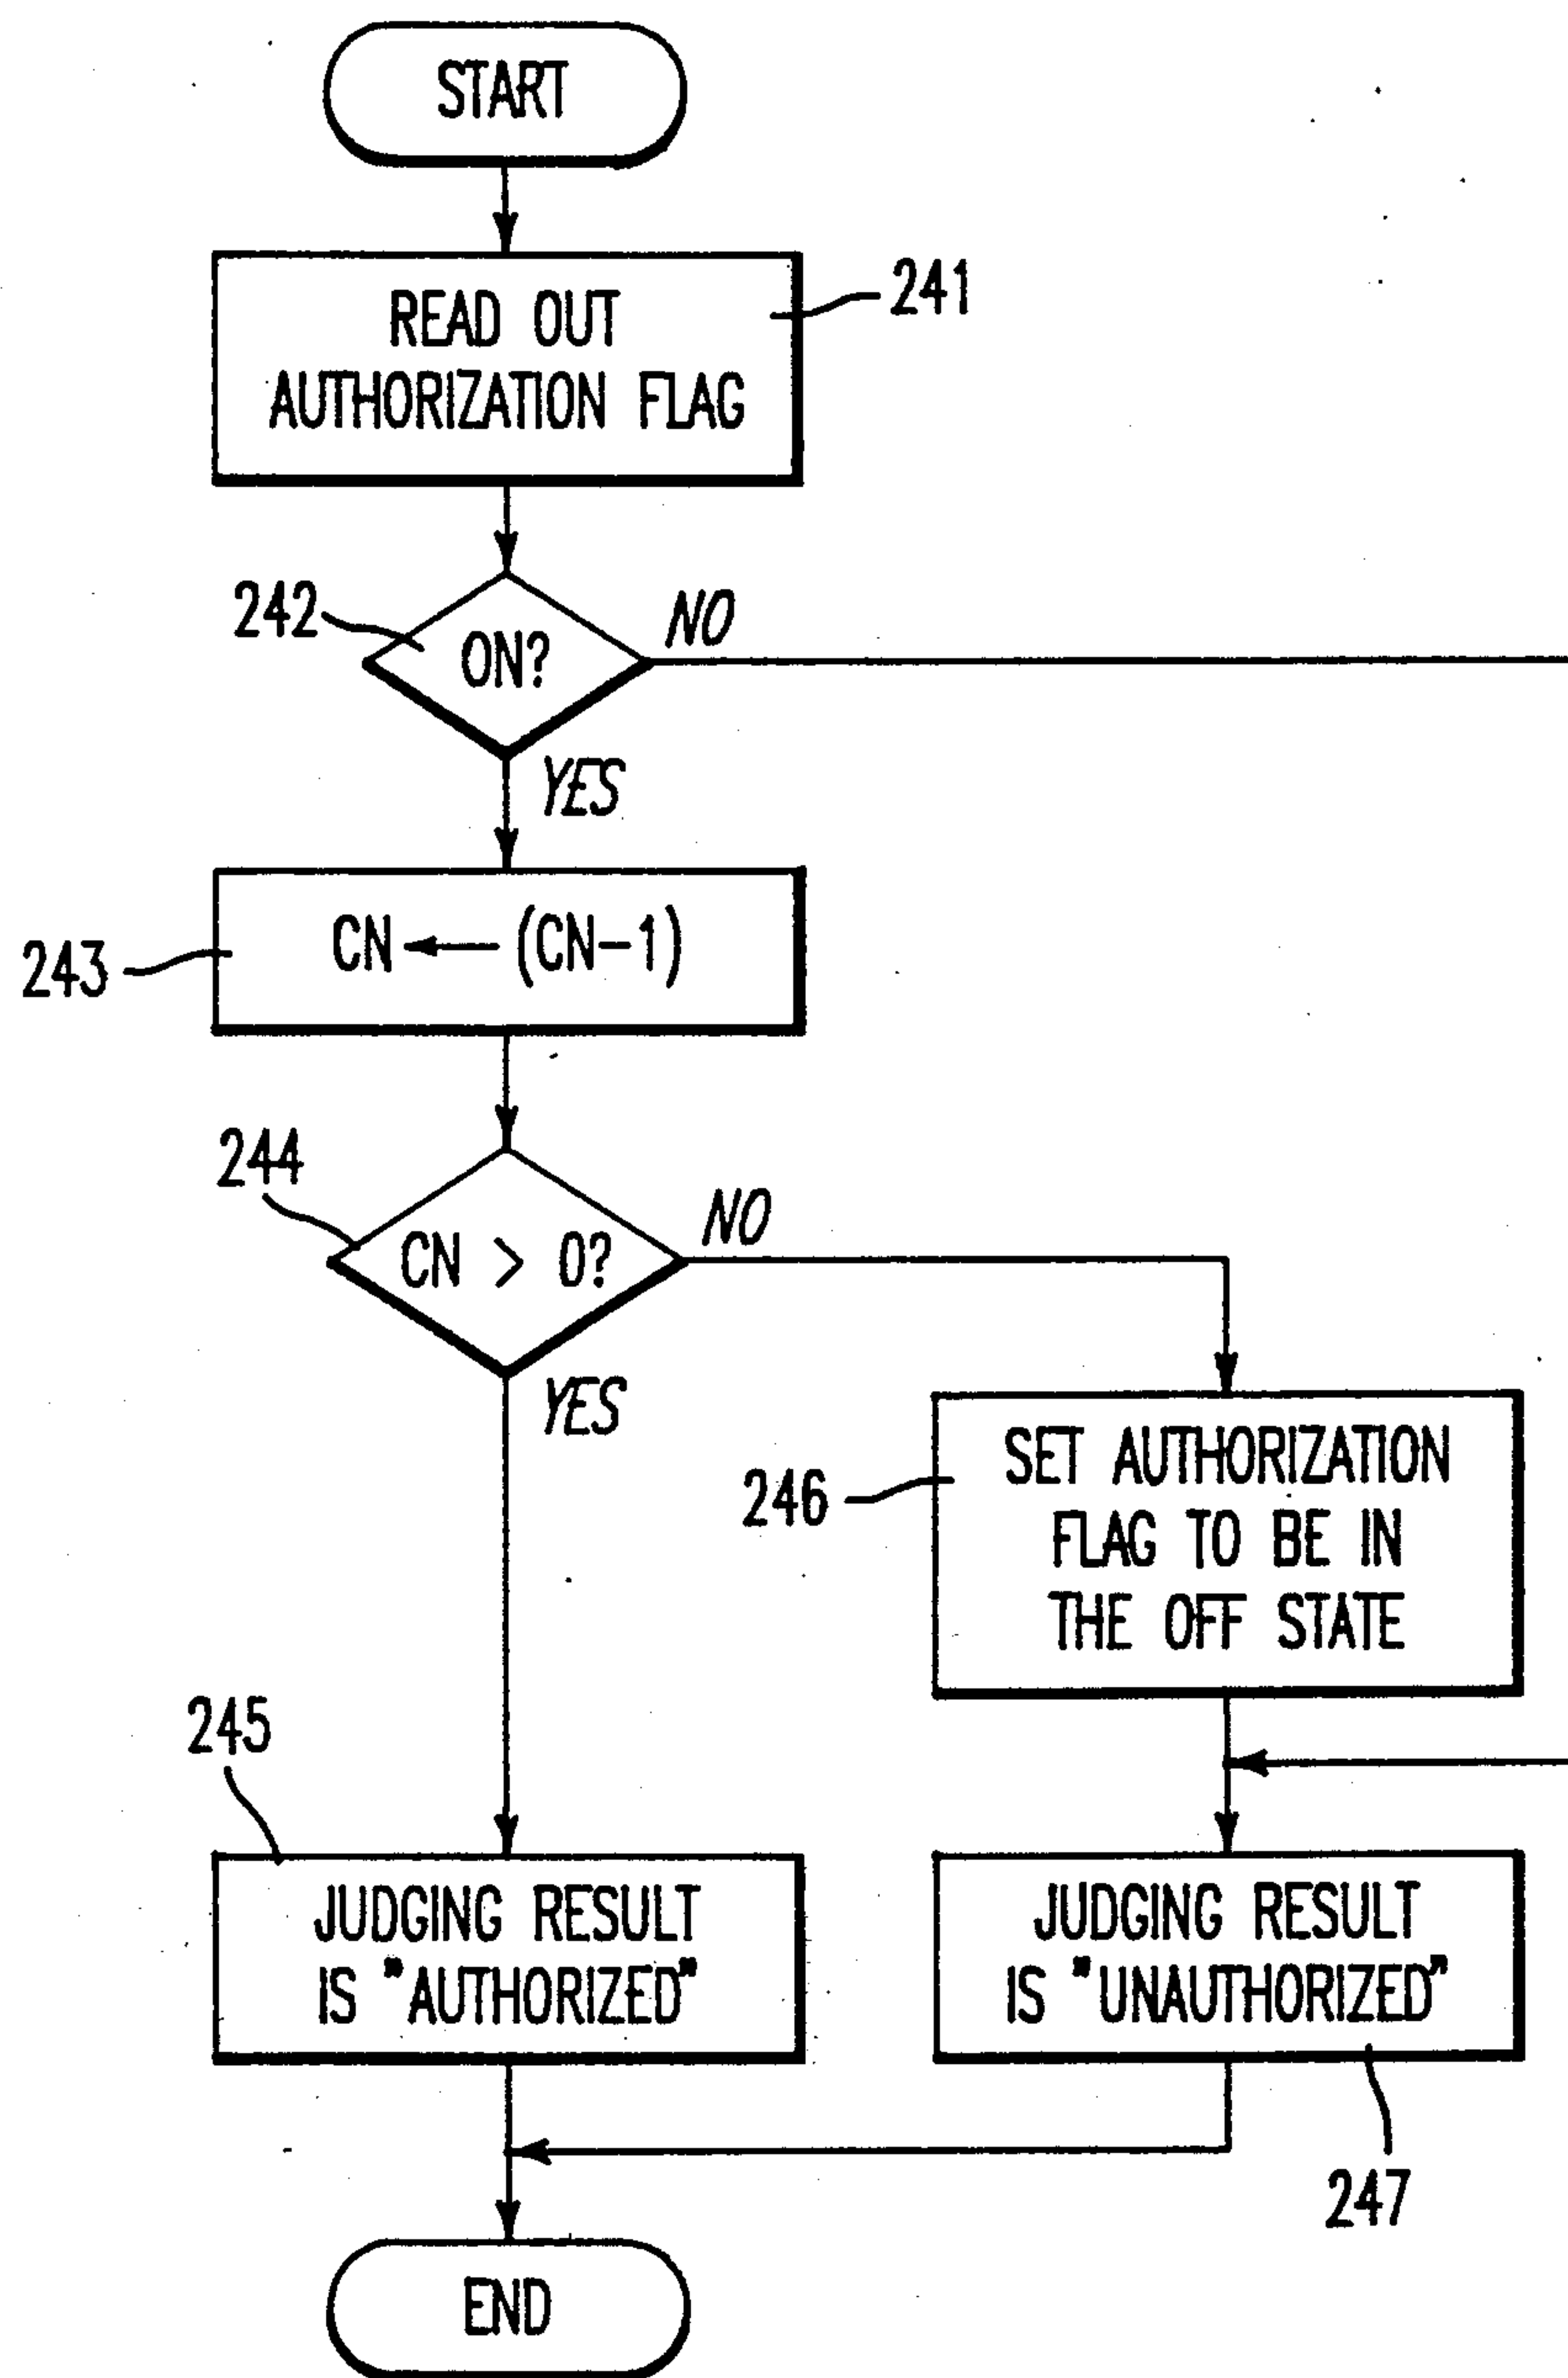 START
READ OUT
AUTHORIZATION FLAG
241
242
ON?
NO
YES
243
CN ← (CN-1)
244
CN > 0?
NO
YES
246
SET AUTHORIZATION
FLAG TO BE IN
THE OFF STATE
245
JUDGING RESULT
IS "AUTHORIZED"
JUDGING RESULT
IS "UNAUTHORIZED"
247
END